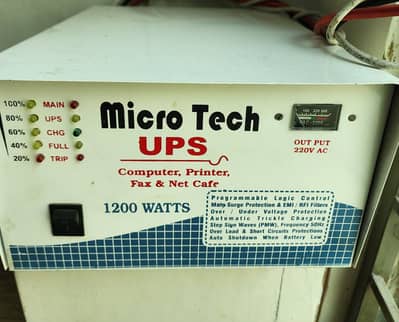 100% MAIN
80% UPS
60% CHG
40% FULL
20% TRIP
Micro Tech
UPS
Computer, Printer,
Fax & Net Cafe
1200 WATTS
OUT PUT
220V AC
Programmable Logic Control
Main Surge Protection & EMI / RFI Filters
Over / Under Voltage Protection
Automatic Trickle Charging
Step Sign Waves (PMW), Frequency 50Hz
Over Load & Short Circuits Protections
Auto Shutdown When Battery Low